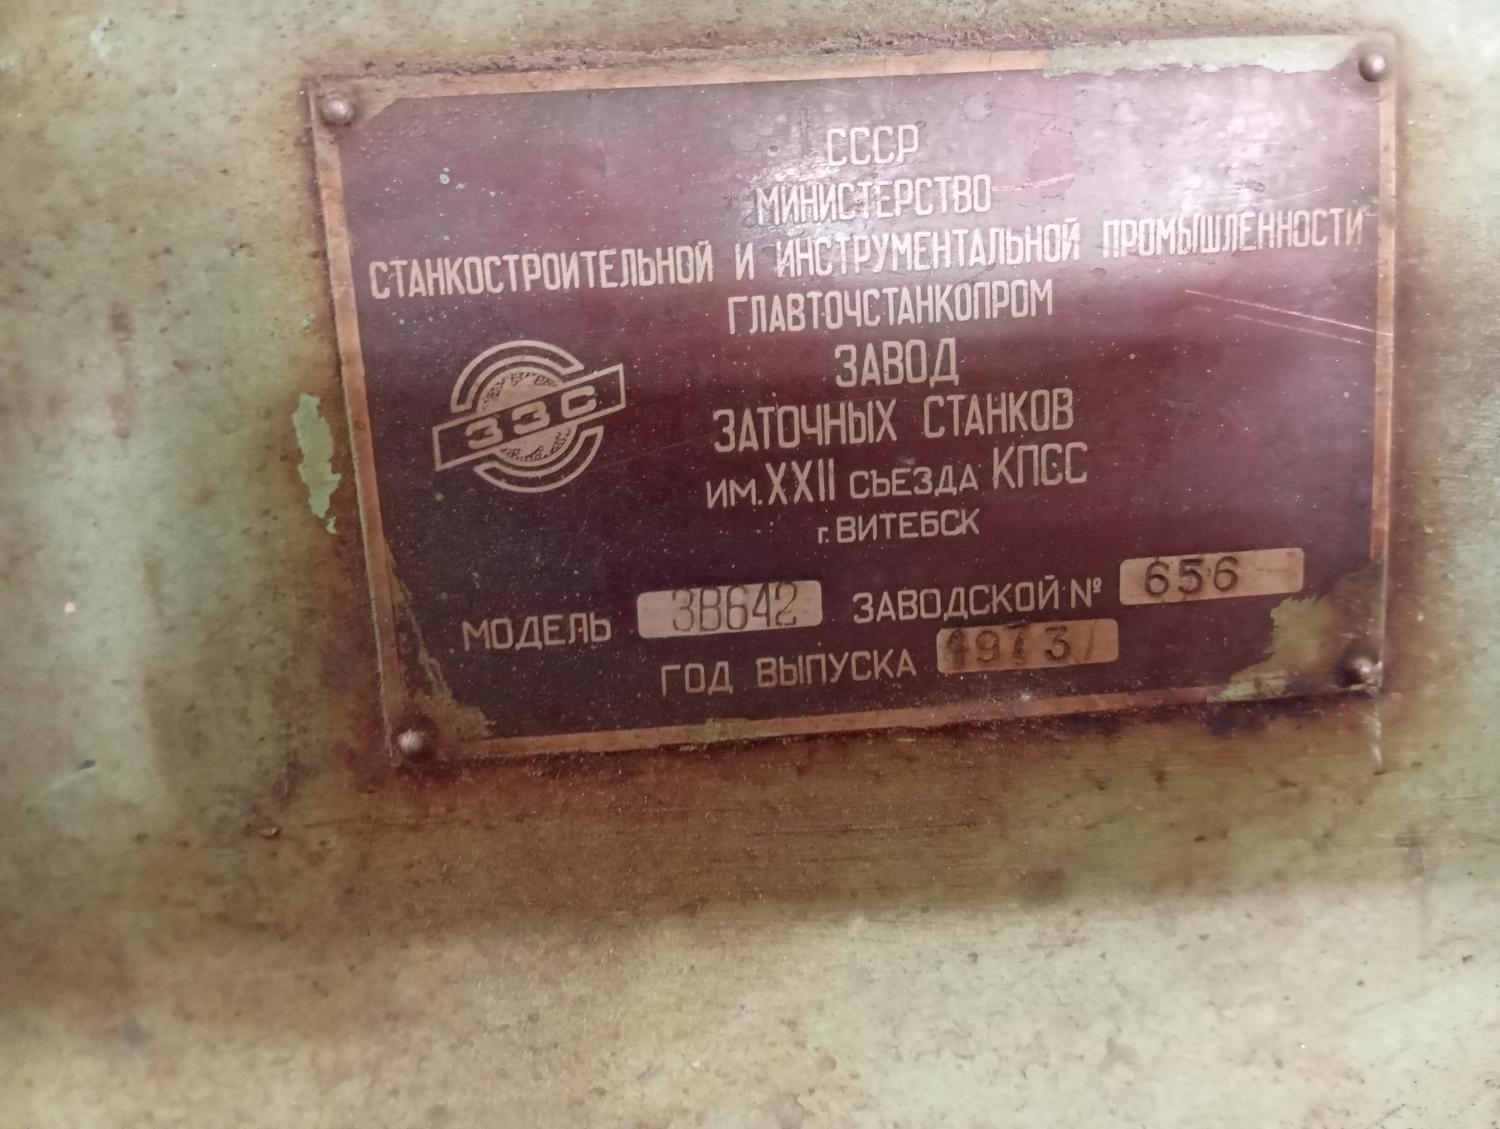 СССР
МИНИСТЕРСТВО
СТАНКОСТРОИТЕЛЬНОЙ И ИНСТРУМЕНТАЛЬНОЙ ПРОМЫШЛЕННОСТИ
ГЛАВТОЧСТАНКОПРОМ
ЗАВОД
ЗАТОЧНЫХ СТАНКОВ
ИМ. XXII СЪЕЗДА КПСС
г. ВИТЕБСК
ЗЗС
МОДЕЛЬ 3В642 ЗАВОДСКОЙ № 656
ГОД ВЫПУСКА 1973